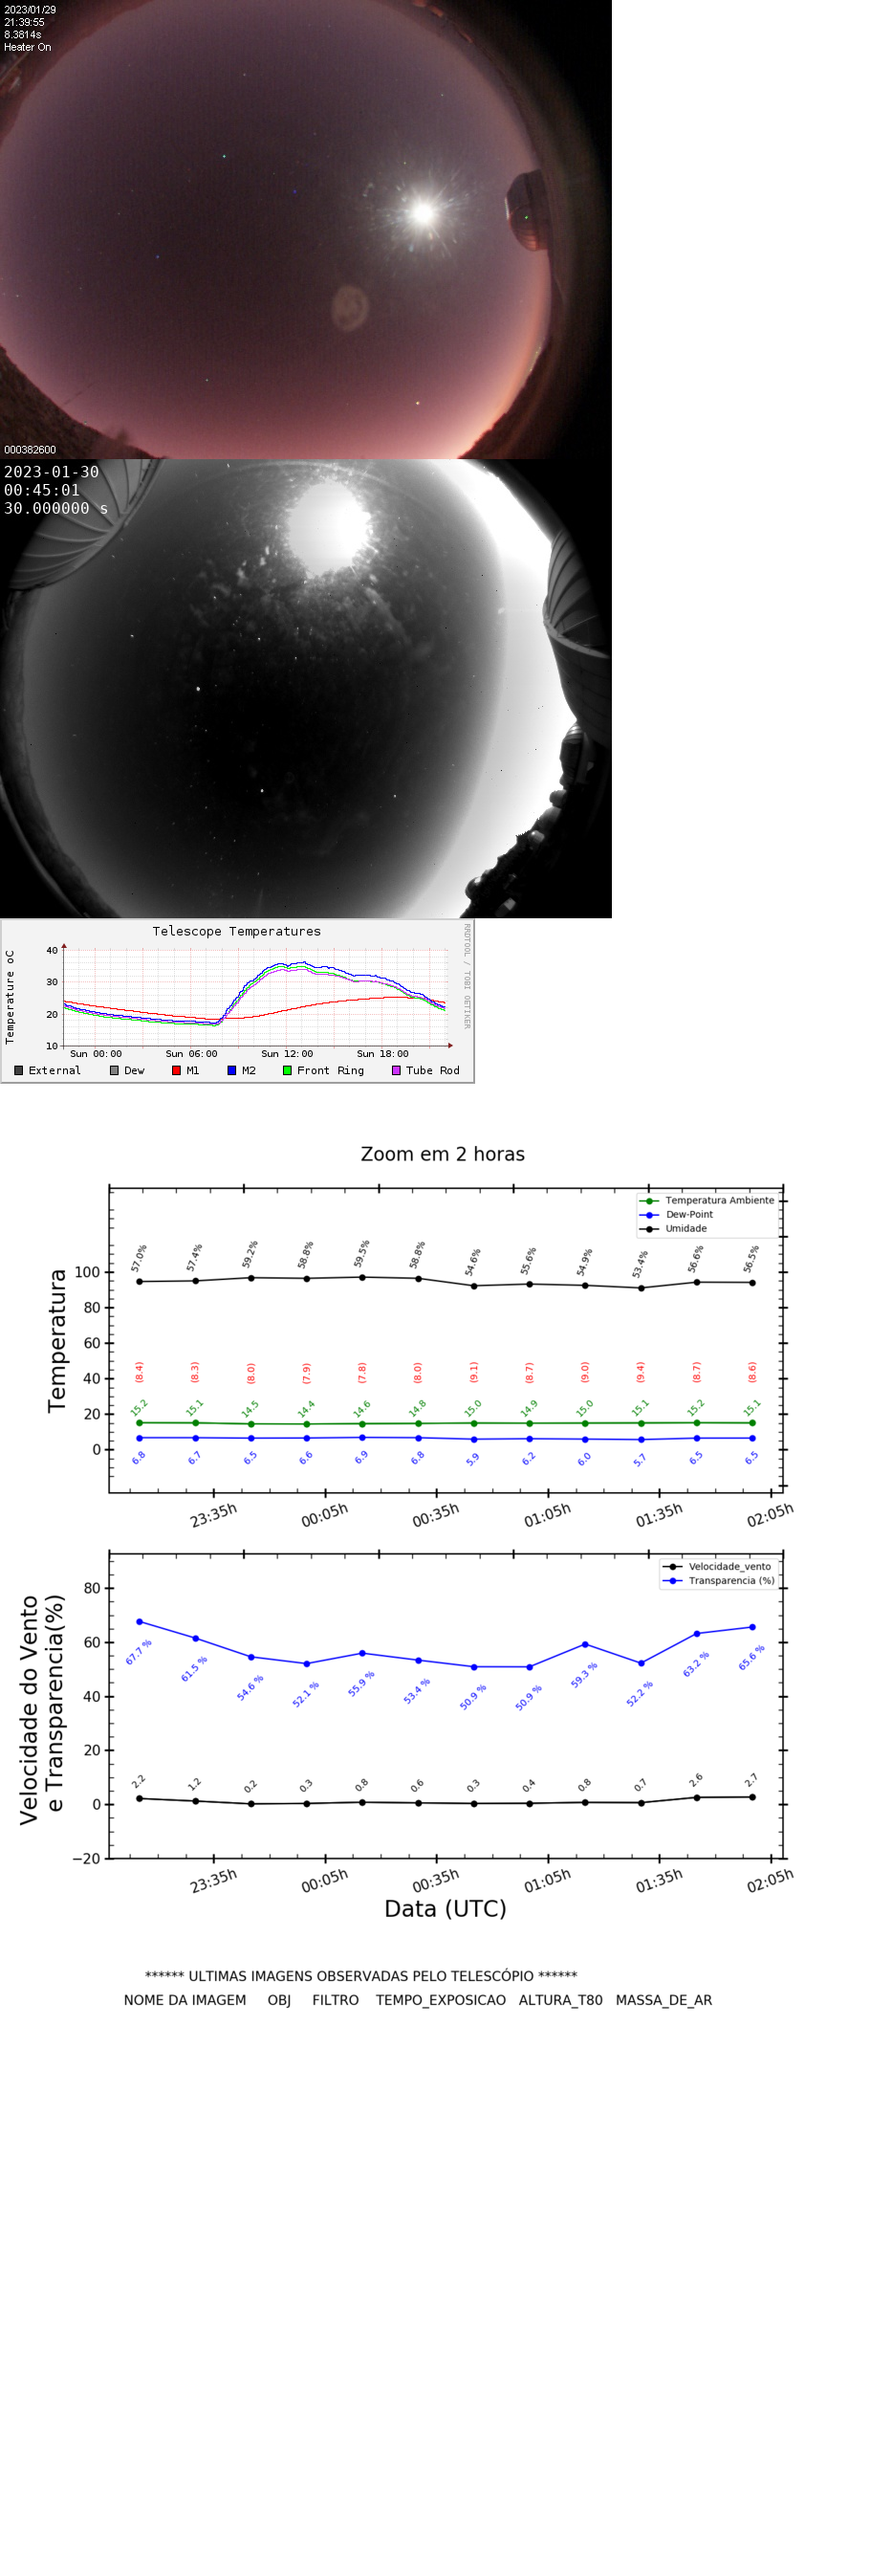 2023/01/29
21:39:55
8.3814s
Heater On
000382600
2023-01-30
00:45:01
30.000000 s
Telescope Temperatures
Temperature oC
RRDTOOL / TOBI OETIKER
40
30
20
10
Sun 00:00 Sun 06:00 Sun 12:00 Sun 18:00
External Dew M1 M2 Front Ring Tube Rod
Zoom em 2 horas
Temperatura
Temperatura Ambiente
Dew-Point
Umidade
100
80
60
40
20
0
57.0% 57.4% 59.2% 58.8% 59.5% 58.8% 54.6% 55.6% 54.9% 53.4% 56.6% 56.5%
(8.4) (8.3) (8.0) (7.9) (7.8) (8.0) (9.1) (8.7) (9.0) (9.4) (8.7) (8.6)
15.2 15.1 14.5 14.4 14.6 14.8 15.0 14.9 15.0 15.1 15.2 15.1
6.8 6.7 6.5 6.6 6.9 6.8 5.9 6.2 6.0 5.7 6.5 6.5
23:35h 00:05h 00:35h 01:05h 01:35h 02:05h
Velocidade do Vento
e Transparencia(%)
Velocidade_vento
Transparencia (%)
80
60
40
20
0
−20
67.7 % 61.5 % 54.6 % 52.1 % 55.9 % 53.4 % 50.9 % 50.9 % 59.3 % 52.2 % 63.2 % 65.6 %
2.2 1.2 0.2 0.3 0.8 0.6 0.3 0.4 0.8 0.7 2.6 2.7
23:35h 00:05h 00:35h 01:05h 01:35h 02:05h
Data (UTC)
****** ULTIMAS IMAGENS OBSERVADAS PELO TELESCÓPIO ******
NOME DA IMAGEM OBJ FILTRO TEMPO_EXPOSICAO ALTURA_T80 MASSA_DE_AR